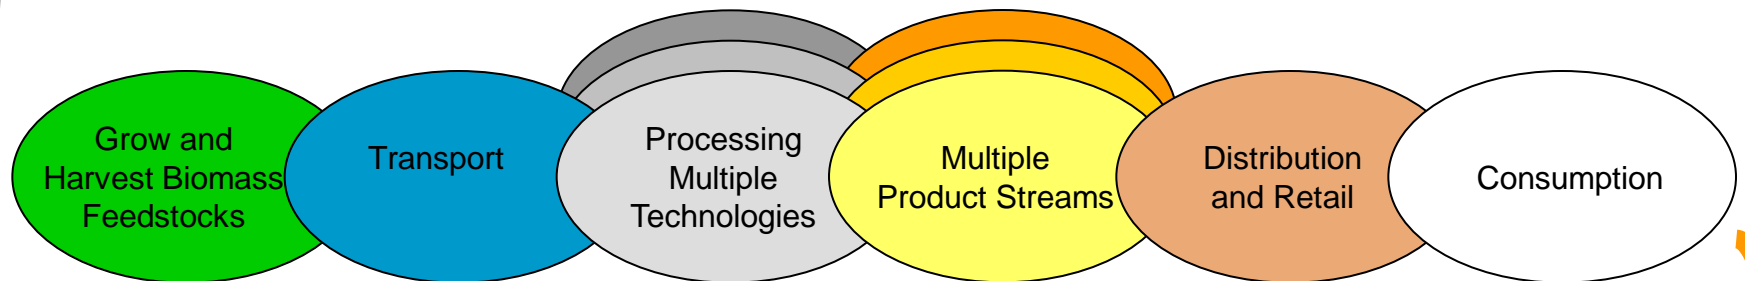 Grow and
Harvest Biomass
Feedstocks
Transport
Processing
Multiple
Technologies
Multiple
Product Streams
Distribution
and Retail
Consumption